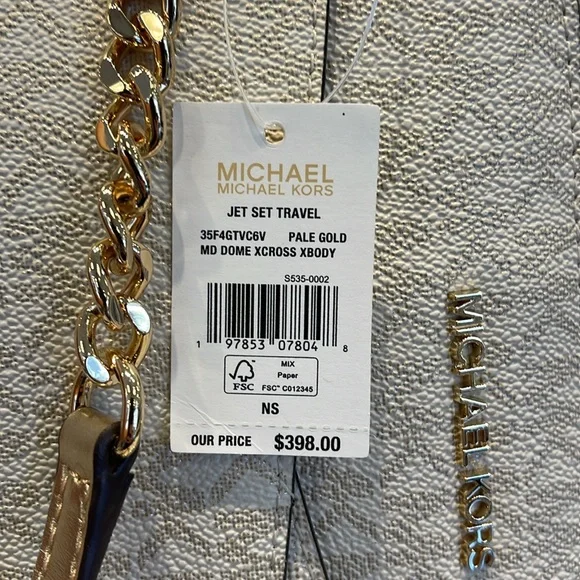 MICHAEL
MICHAEL KORS
JET SET TRAVEL
35F4GTVC6V PALE GOLD
MD DOME XCROSS XBODY
S535-0002
1 97853 07804 8
FSC
MIX
Paper
FSC™ C012345
NS
OUR PRICE $398.00
MICHAEL KORS